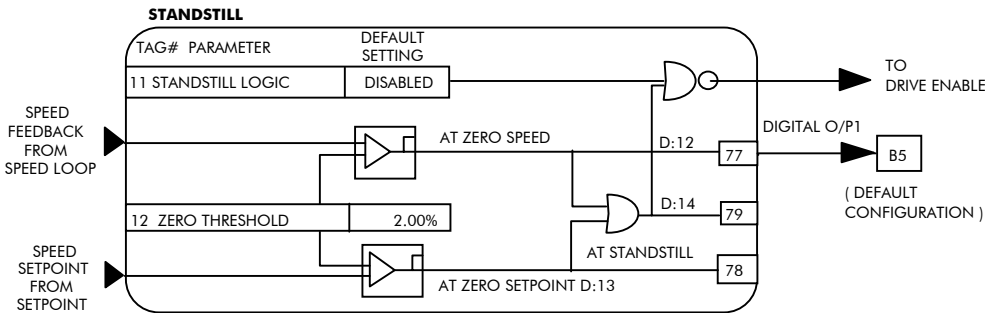 STANDSTILL
TAG# PARAMETER
DEFAULT
SETTING
11 STANDSTILL LOGIC
DISABLED
TO
DRIVE ENABLE
SPEED
FEEDBACK
FROM
SPEED LOOP
AT ZERO SPEED
D:12
77
DIGITAL O/P1
B5
( DEFAULT
CONFIGURATION )
12 ZERO THRESHOLD
2.00%
D:14
79
AT STANDSTILL
SPEED
SETPOINT
FROM
SETPOINT
78
AT ZERO SETPOINT D:13